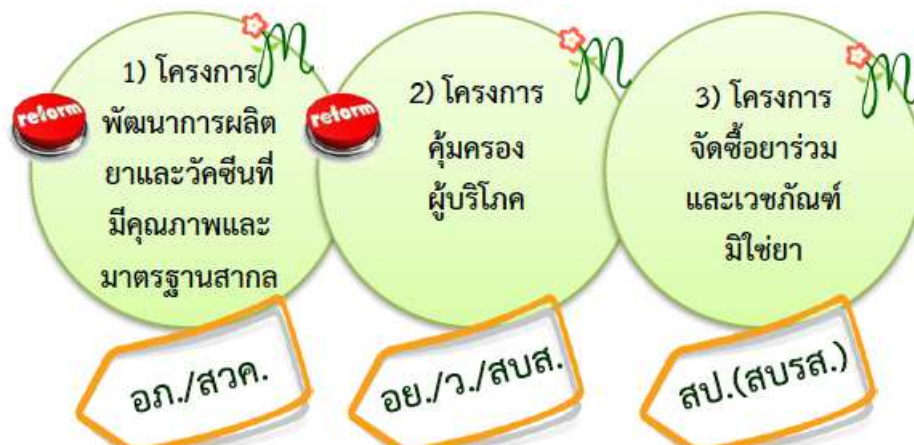 1) โครงการ
พัฒนาการผลิต
ยาและวัคซีนที่
มีคุณภาพและ
มาตรฐานสากล
reform
อภ./สวค.
2) โครงการ
คุ้มครอง
ผู้บริโภค
reform
อย./ว./สบส.
3) โครงการ
จัดซื้อยาร่วม
และเวชภัณฑ์
มิใช่ยา
สป.(สบรส.)